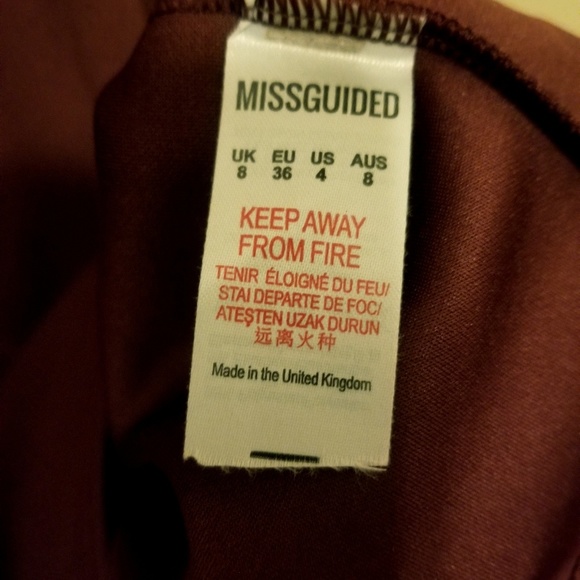 MISSGUIDED
UK EU US AUS
8 36 4 8
KEEP AWAY
FROM FIRE
TENIR ÉLOIGNÉ DU FEU/
STAI DEPARTE DE FOC/
ATEŞTEN UZAK DURUN
远离火种
Made in the United Kingdom